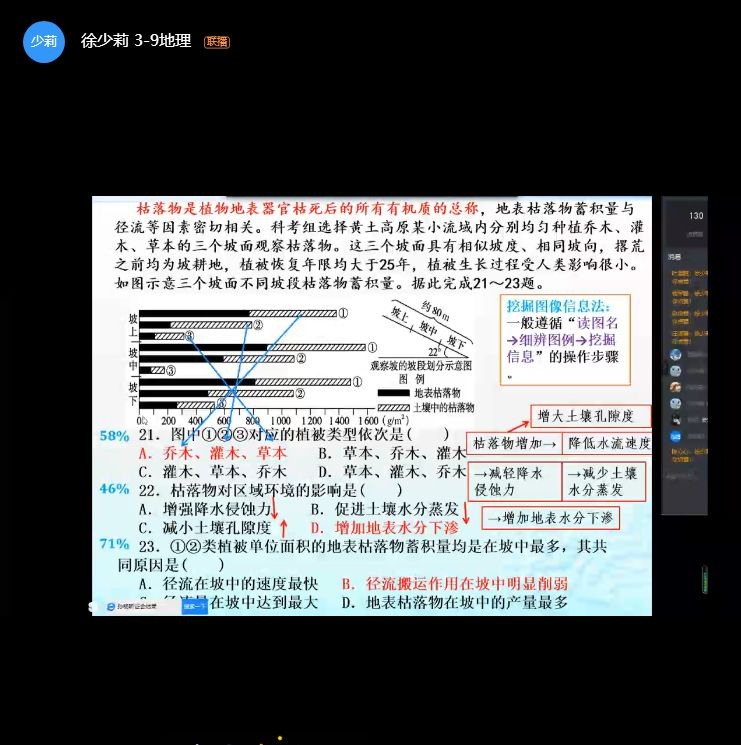 少莉
徐少莉 3-9地理
联播
枯落物是植物地表器官枯死后的所有有机质的总称，地表枯落物蓄积量与
径流等因素密切相关。科考组选择黄土高原某小流域内分别均匀种植乔木、灌
木、草本的三个坡面观察枯落物。这三个坡面具有相似坡度、相同坡向，撂荒
之前均为坡耕地，植被恢复年限均大于25年，植被生长过程受人类影响很小。
如图示意三个坡面不同坡段枯落物蓄积量。据此完成21～23题。
坡上
①
②
③
坡中
①
②
③
坡下
①
②
③
0 200 400 600 800 1000 1200 1400 1600 (g/m²)
约80m
坡上
坡中
坡下
22°
观察坡的坡段划分示意图
图 例
地表枯落物
土壤中的枯落物
挖掘图像信息法：
一般遵循“读图名
→细辨图例→挖掘
信息”的操作步骤
。
58%
21. 图中①②③对应的植被类型依次是(　　)
A. 乔木、灌木、草本 B. 草本、乔木、灌木
C. 灌木、草本、乔木 D. 草本、灌木、乔木
增大土壤孔隙度
枯落物增加→
降低水流速度
→减轻降水
侵蚀力
→减少土壤
水分蒸发
→增加地表水分下渗
46%
22. 枯落物对区域环境的影响是(　　)
A. 增强降水侵蚀力 B. 促进土壤水分蒸发
C. 减小土壤孔隙度 D. 增加地表水分下渗
71%
23. ①②类植被单位面积的地表枯落物蓄积量均是在坡中最多，其共
同原因是(　　)
A. 径流在坡中的速度最快 B. 径流搬运作用在坡中明显削弱
量在坡中达到最大 D. 地表枯落物在坡中的产量最多
搜索一下
130
消息